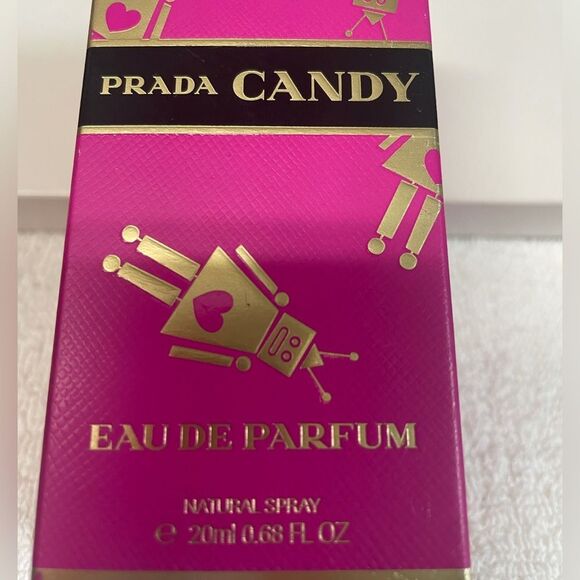 PRADA CANDY
EAU DE PARFUM
NATURAL SPRAY
℮ 20ml 0.68 FL OZ